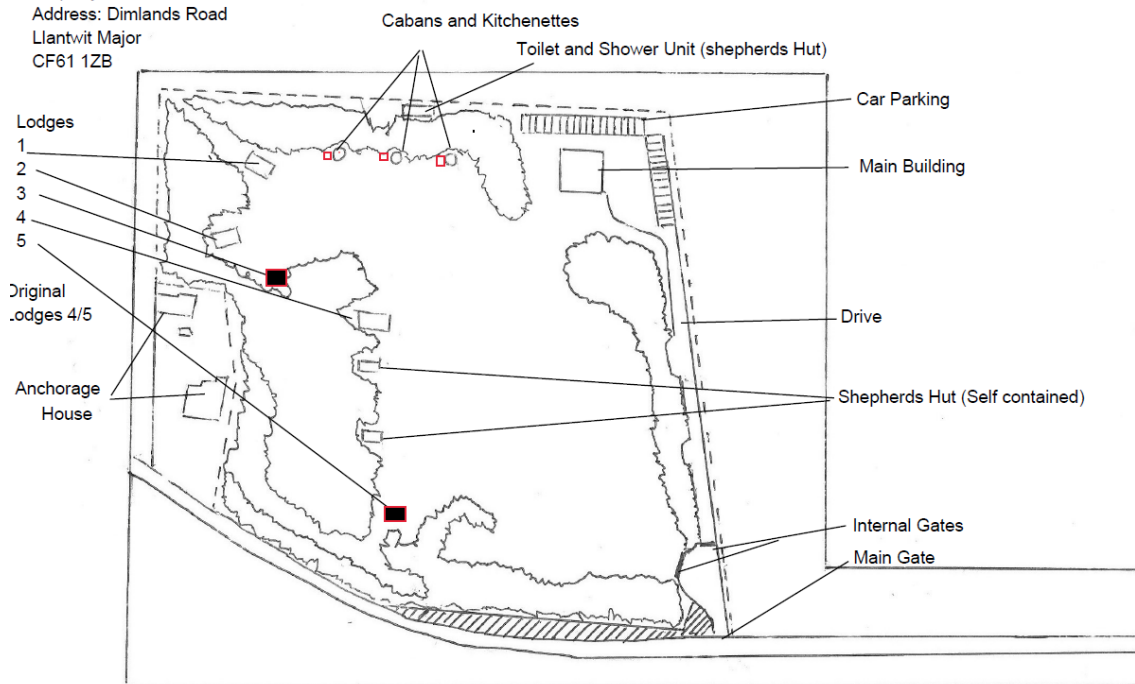 Address: Dimlands Road
Llantwit Major
CF61 1ZB
Cabans and Kitchenettes
Toilet and Shower Unit (shepherds Hut)
Car Parking
Main Building
Lodges
1
2
3
4
5
Original
Lodges 4/5
Drive
Anchorage
House
Shepherds Hut (Self contained)
Internal Gates
Main Gate